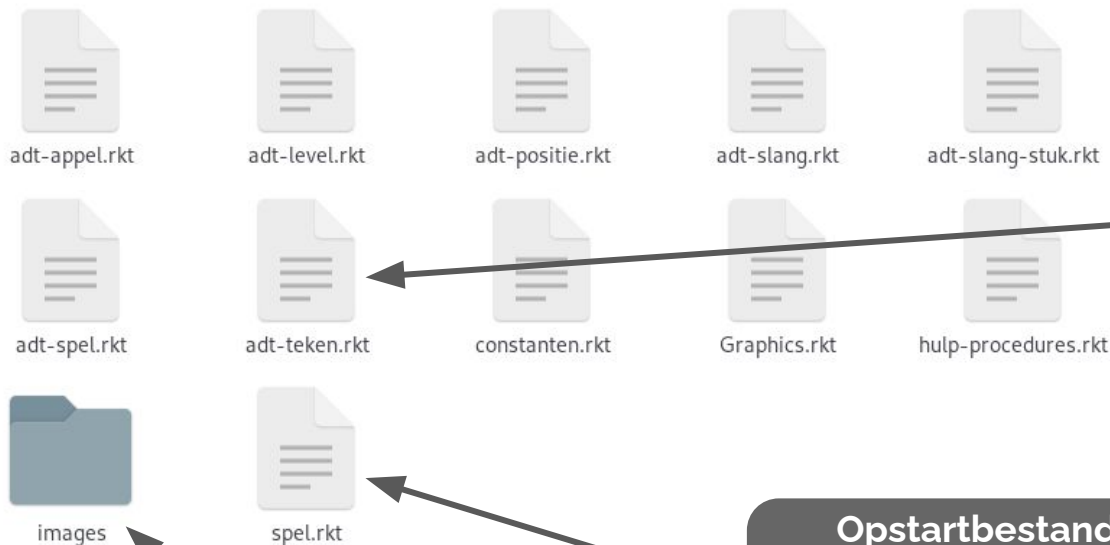 adt-appel.rkt adt-level.rkt adt-positie.rkt adt-slang.rkt adt-slang-stuk.rkt
adt-spel.rkt adt-teken.rkt constanten.rkt Graphics.rkt hulp-procedures.rkt
images spel.rkt
Opstartbestand